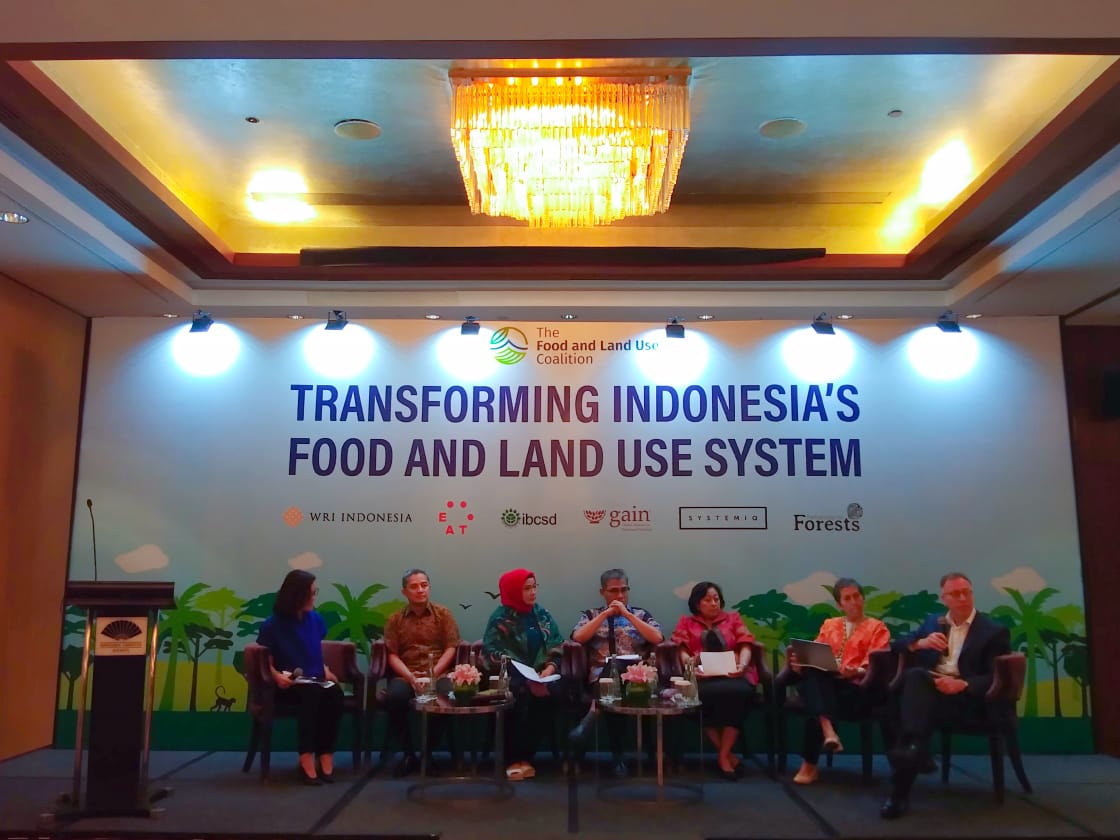 The
Food and Land Use
Coalition
TRANSFORMING INDONESIA'S
FOOD AND LAND USE SYSTEM
WRI INDONESIA
E
A T
ibcsd
gain
SYSTEMIQ
Forests